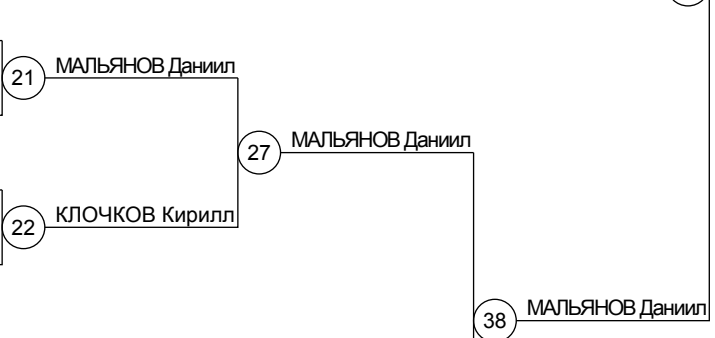 21 МАЛЬЯНОВ Даниил
27 МАЛЬЯНОВ Даниил
22 КЛОЧКОВ Кирилл
38 МАЛЬЯНОВ Даниил